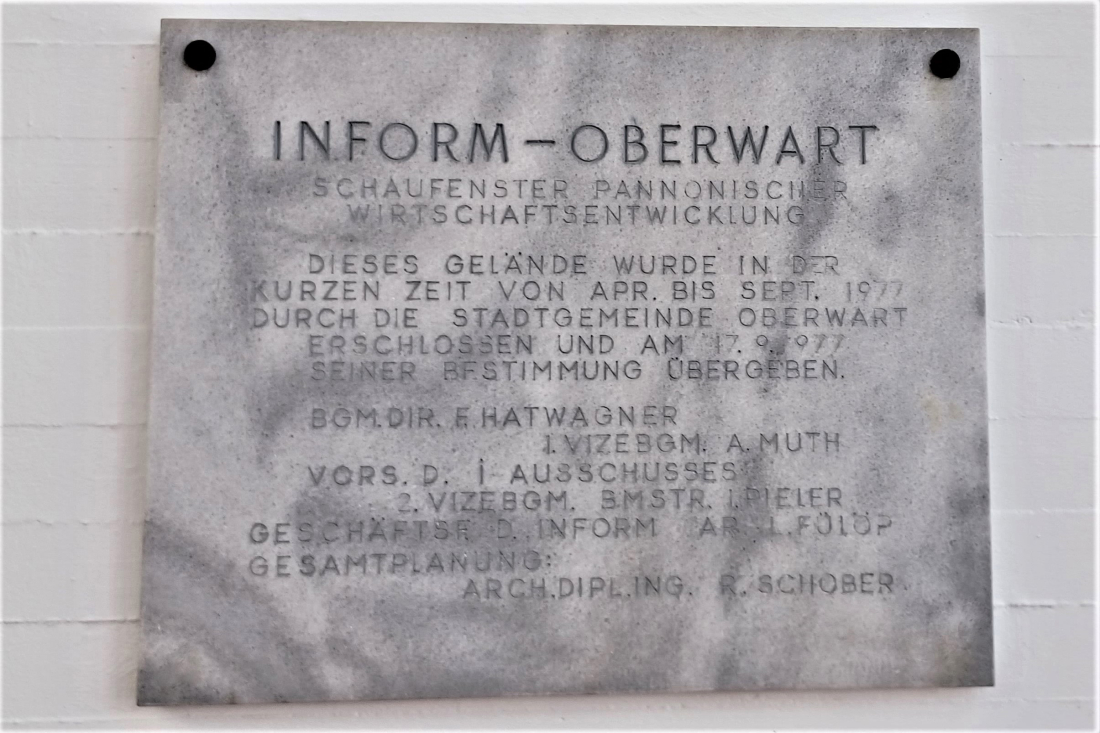 INFORM – OBERWART
SCHAUFENSTER PANNONISCHER
WIRTSCHAFTSENTWICKLUNG
DIESES GELÄNDE WURDE IN DER
KURZEN ZEIT VON APR. BIS SEPT. 1977
DURCH DIE STADTGEMEINDE OBERWART
ERSCHLOSSEN UND AM 17.9.1977
SEINER BESTIMMUNG ÜBERGEBEN.
BGM.DIR. F.HATWAGNER
1.VIZEBGM. A.MUTH
VORS. D. I-AUSSCHUSSES
2.VIZEBGM. BMSTR. I.PIELER
GESCHÄFTSF. D. INFORM AR L.FÜLÖP
GESAMTPLANUNG:
ARCH.DIPL.ING. R.SCHOBER